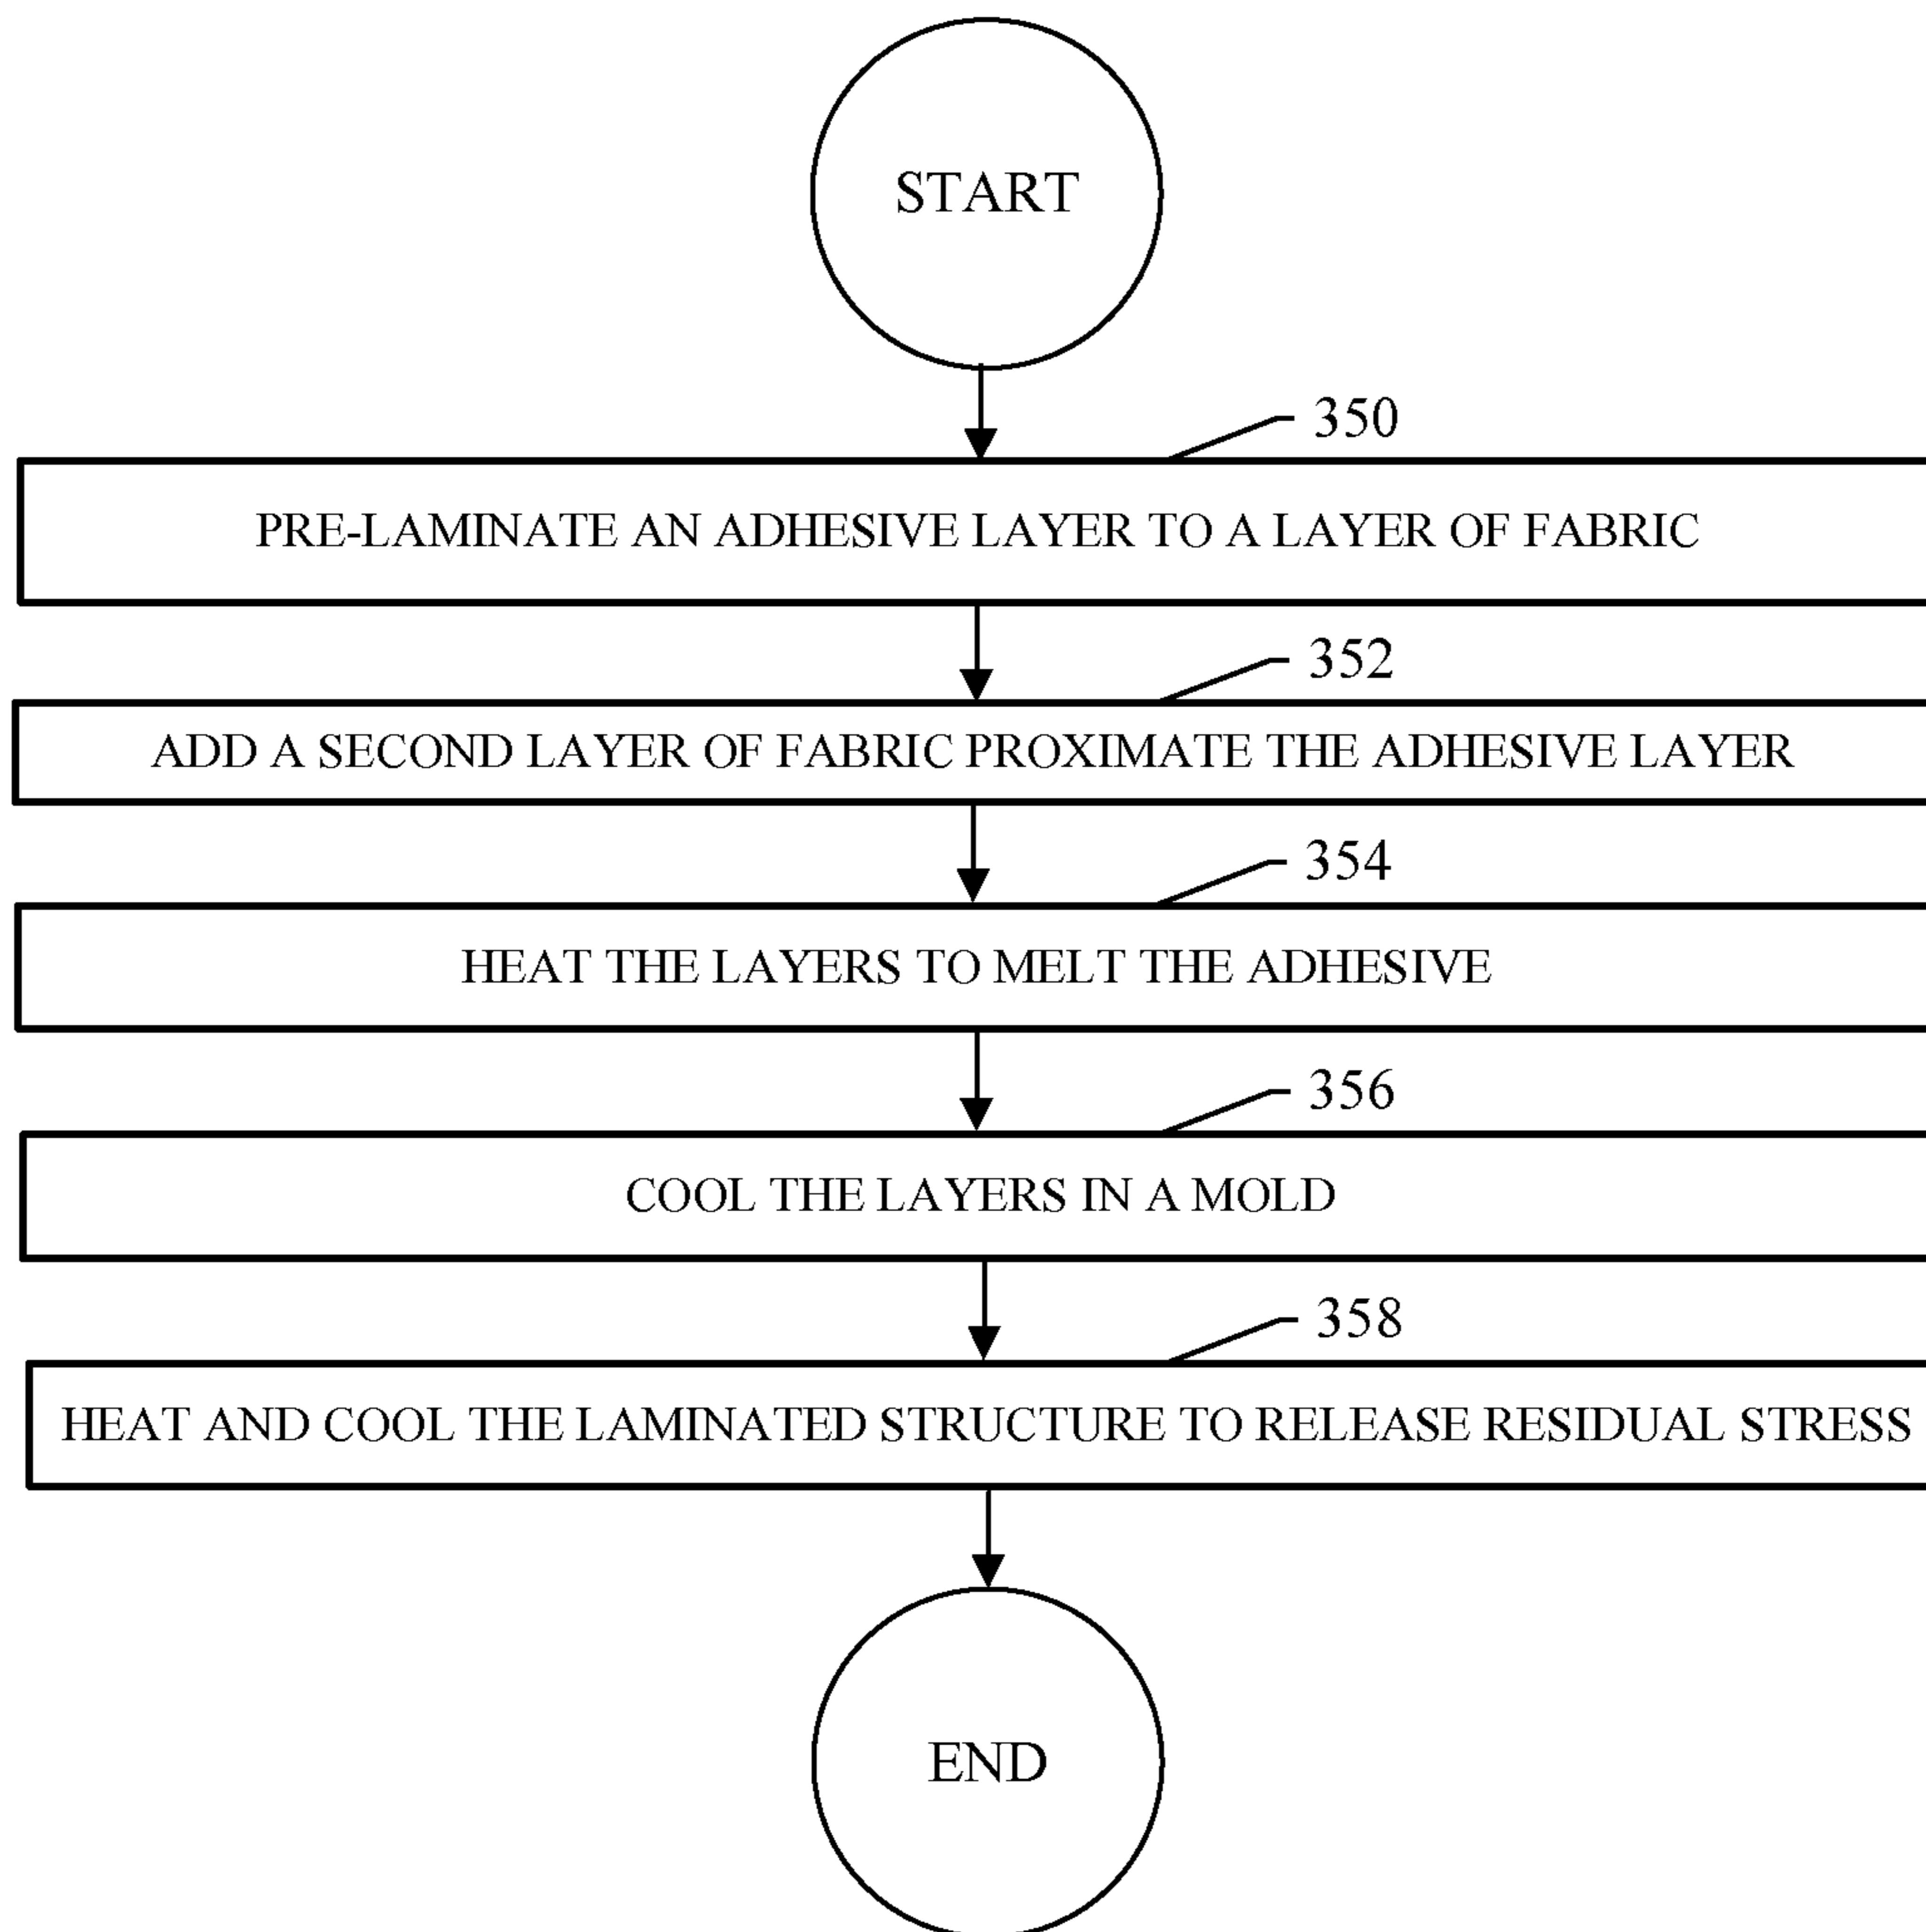 START
350
PRE-LAMINATE AN ADHESIVE LAYER TO A LAYER OF FABRIC
352
ADD A SECOND LAYER OF FABRIC PROXIMATE THE ADHESIVE LAYER
354
HEAT THE LAYERS TO MELT THE ADHESIVE
356
COOL THE LAYERS IN A MOLD
358
HEAT AND COOL THE LAMINATED STRUCTURE TO RELEASE RESIDUAL STRESS
END